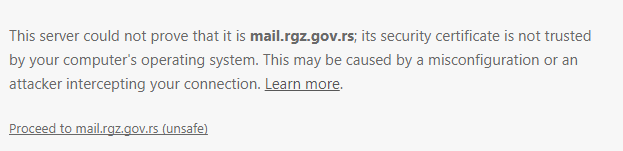 This server could not prove that it is mail.rgz.gov.rs; its security certificate is not trusted
by your computer's operating system. This may be caused by a misconfiguration or an
attacker intercepting your connection. Learn more.
Proceed to mail.rgz.gov.rs (unsafe)